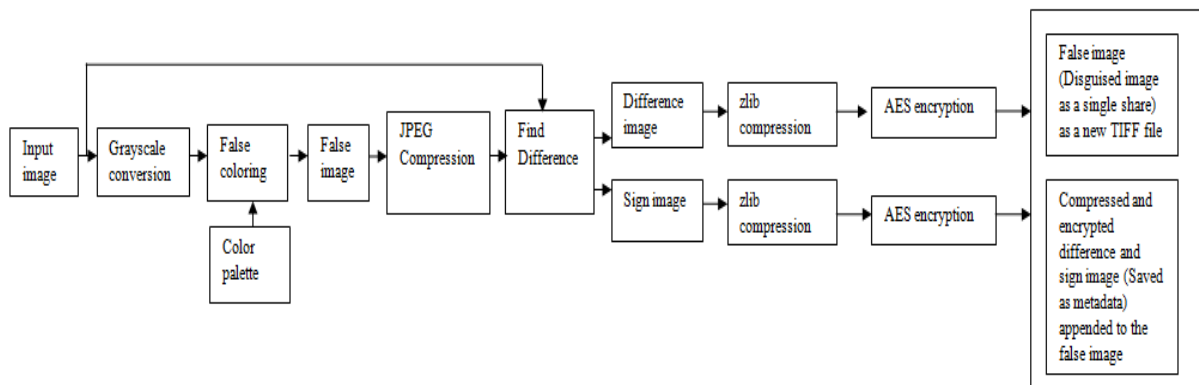 Input
image
Grayscale
conversion
False
coloring
Color
palette
False
image
JPEG
Compression
Find
Difference
Difference
image
zlib
compression
AES encryption
Sign image
zlib
compression
AES encryption
False image
(Disguised image
as a single share)
as a new TIFF file
Compressed and
encrypted
difference and
sign image (Saved
as metadata)
appended to the
false image